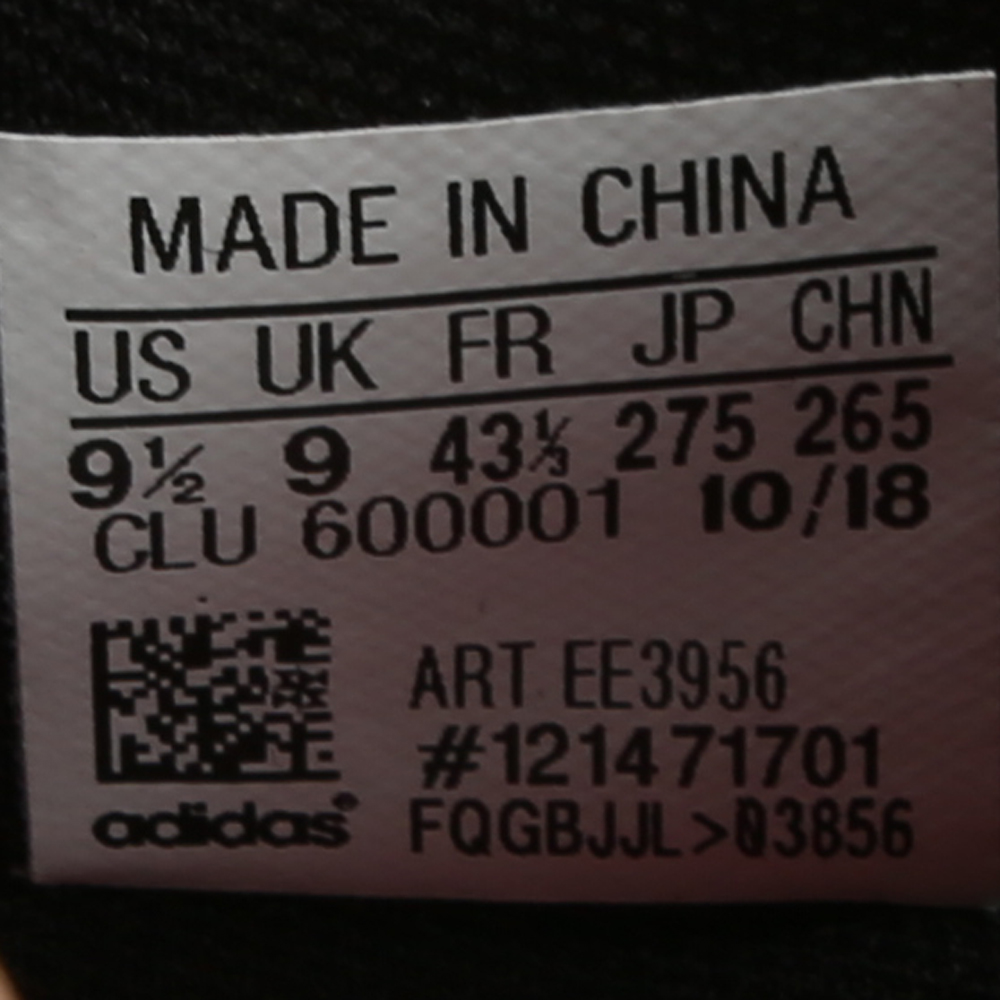 MADE IN CHINA
US UK FR JP CHN
9½ 9 43⅓ 275 265
CLU 600001 10/18
ART EE3956
#121471701
adidas®
FQGBJJL>03856